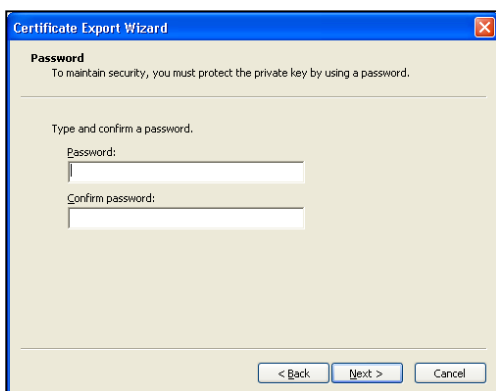 Certificate Export Wizard
Password
To maintain security, you must protect the private key by using a password.
Type and confirm a password.
Password:
Confirm password:
< Back Next > Cancel